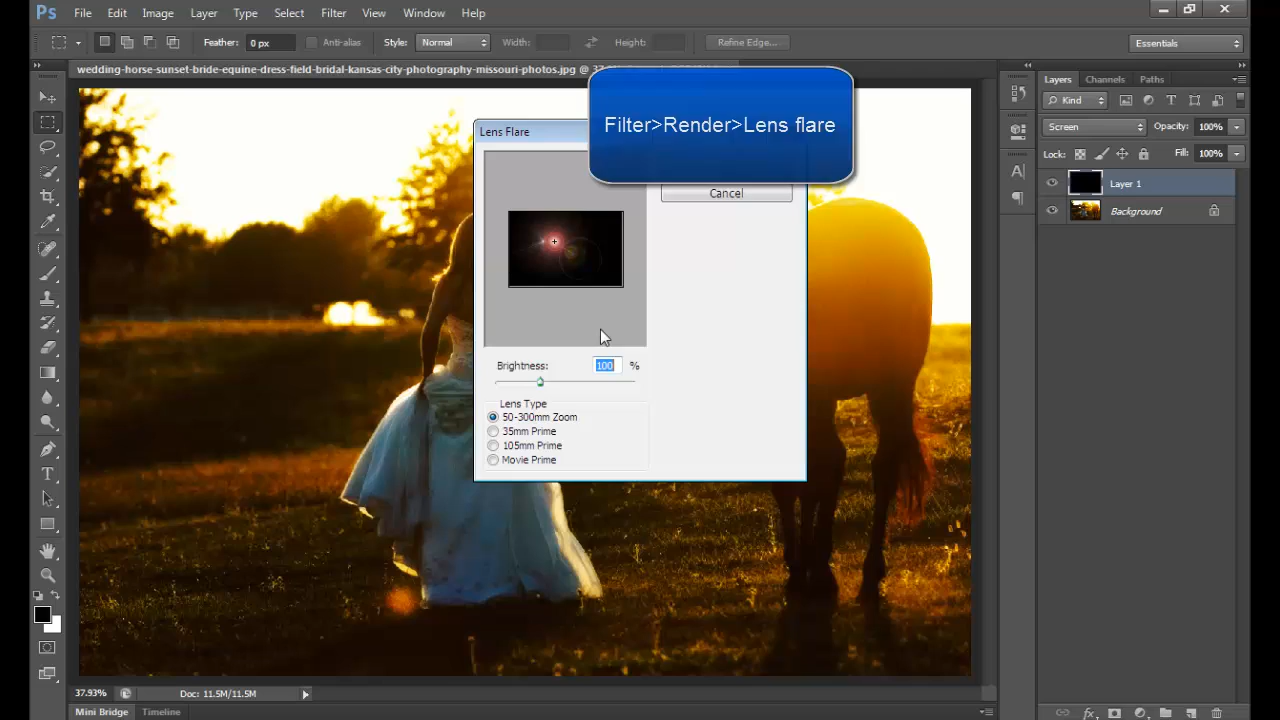 Ps File Edit Image Layer Type Select Filter View Window Help
Feather: 0 px Anti-alias Style: Normal Width: Height: Refine Edge... Essentials
wedding-horse-sunset-bride-equine-dress-field-bridal-kansas-city-photography-missouri-photos.jpg @ 37
Filter>Render>Lens flare
Lens Flare
Cancel
Brightness: 100 %
Lens Type
50-300mm Zoom
35mm Prime
105mm Prime
Movie Prime
Layers Channels Paths
Kind
Screen Opacity: 100%
Lock: Fill: 100%
Layer 1
Background
37.93% Doc: 11.5M/11.5M
Mini Bridge Timeline